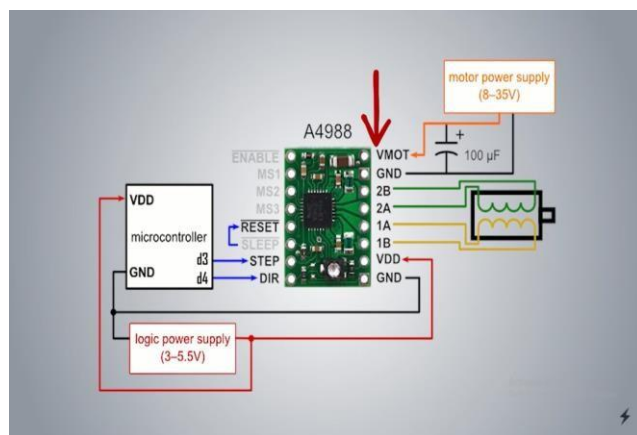 motor power supply
(8–35V)
A4988
ENABLE
VMOT
+
100 µF
MS1
GND
MS2
2B
MS3
2A
VDD
RESET
1A
microcontroller
SLEEP
1B
d3
STEP
VDD
GND
d4
DIR
GND
logic power supply
(3–5.5V)